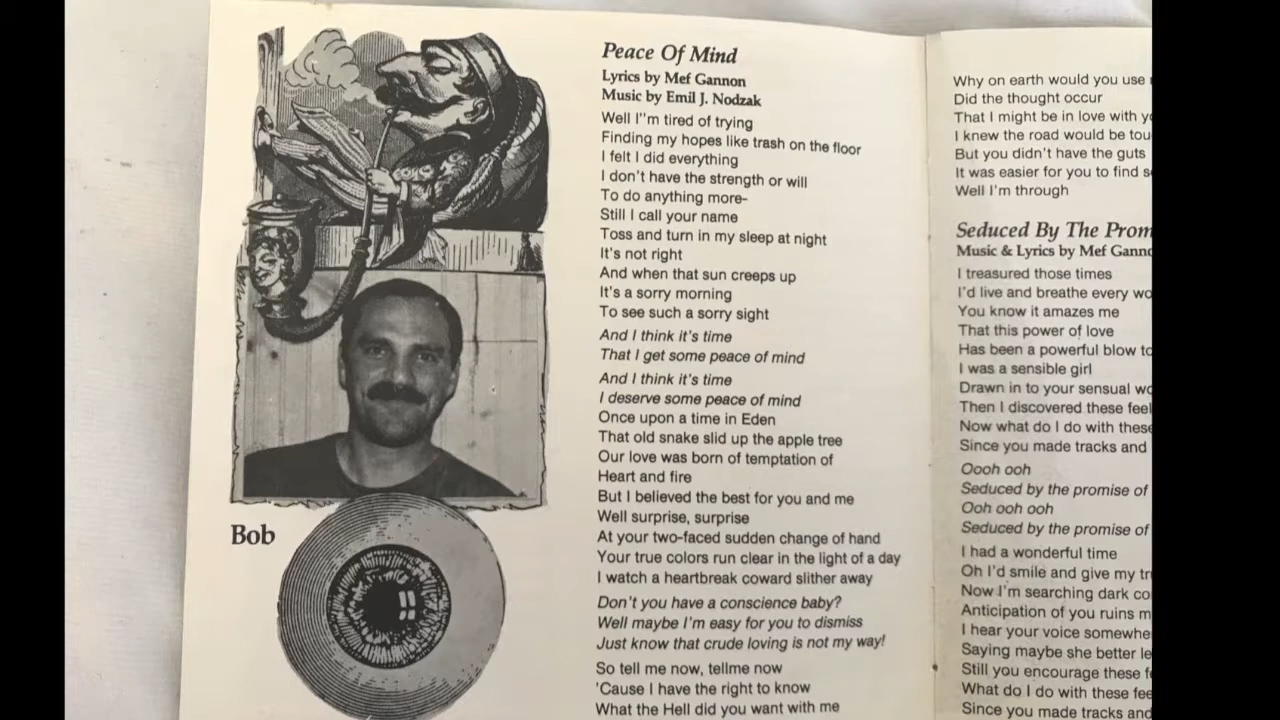 Bob
Peace Of Mind
Lyrics by Mef Gannon
Music by Emil J. Nodzak
Well I''m tired of trying
Finding my hopes like trash on the floor
I felt I did everything
I don't have the strength or will
To do anything more-
Still I call your name
Toss and turn in my sleep at night
It's not right
And when that sun creeps up
It's a sorry morning
To see such a sorry sight
And I think it's time
That I get some peace of mind
And I think it's time
I deserve some peace of mind
Once upon a time in Eden
That old snake slid up the apple tree
Our love was born of temptation of
Heart and fire
But I believed the best for you and me
Well surprise, surprise
At your two-faced sudden change of hand
Your true colors run clear in the light of a day
I watch a heartbreak coward slither away
Don't you have a conscience baby?
Well maybe I'm easy for you to dismiss
Just know that crude loving is not my way!
So tell me now, tellme now
'Cause I have the right to know
What the Hell did you want with me
Why on earth would you use
Did the thought occur
That I might be in love with
I knew the road would be
But you didn't have the guts
It was easier for you to find
Well I'm through
Seduced By The
Music & Lyrics by Mef
I treasured those times
I'd live and breathe every
You know it amazes me
That this power of love
Has been a powerful blow
I was a sensible girl
Drawn in to your sensual
Then I discovered these
Now what do I do with these
Since you made tracks and
Oooh ooh
Seduced by the promise of
Ooh ooh ooh
Seduced by the promise of
I had a wonderful time
Oh I'd smile and give my
Now I'm searching dark
Anticipation of you ruins
I hear your voice
Saying maybe she better
Still you encourage these
What do I do with these
Since you made tracks and